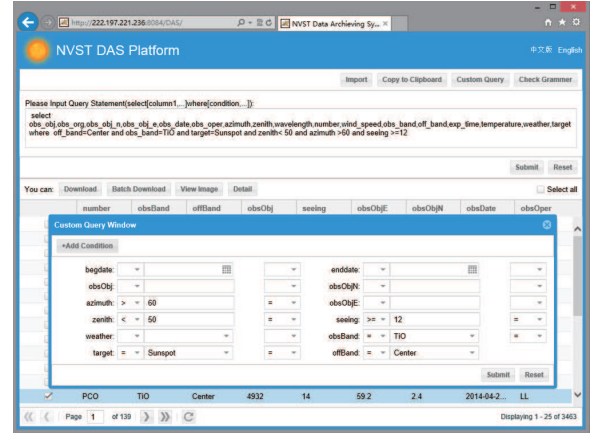 http://222.197.221.236:8084/DAS/
NVST Data Archieving Sy...
NVST DAS Platform
中文版 English
Import Copy to Clipboard Custom Query Check Grammer
Please Input Query Statement(select[column1,...]where[condition,...]):
select
obs_obj,obs_org,obs_obj_n,obs_obj_e,obs_date,obs_oper,azimuth,zenith,wavelength,number,wind_speed,obs_band,off_band,exp_time,temperature,weather,target
where off_band=Center and obs_band=TIO and target=Sunspot and zenith< 50 and azimuth >60 and seeing >=12
Submit Reset
You can: Download Batch Download View Image Detail Select all
number obsBand offBand obsObj seeing obsObjE obsObjN obsDate obsOper
Custom Query Window
+Add Condition
begdate: enddate:
obsObj: obsObjN:
azimuth: > 60 = obsObjE:
zenith: < 50 = seeing: >= 12 =
weather: obsBand: = TiO =
target: = Sunspot = offBand: = Center
Submit Reset
PCO TIO Center 4932 14 59.2 2.4 2014-04-2... LL
Page 1 of 139 Displaying 1 - 25 of 3463